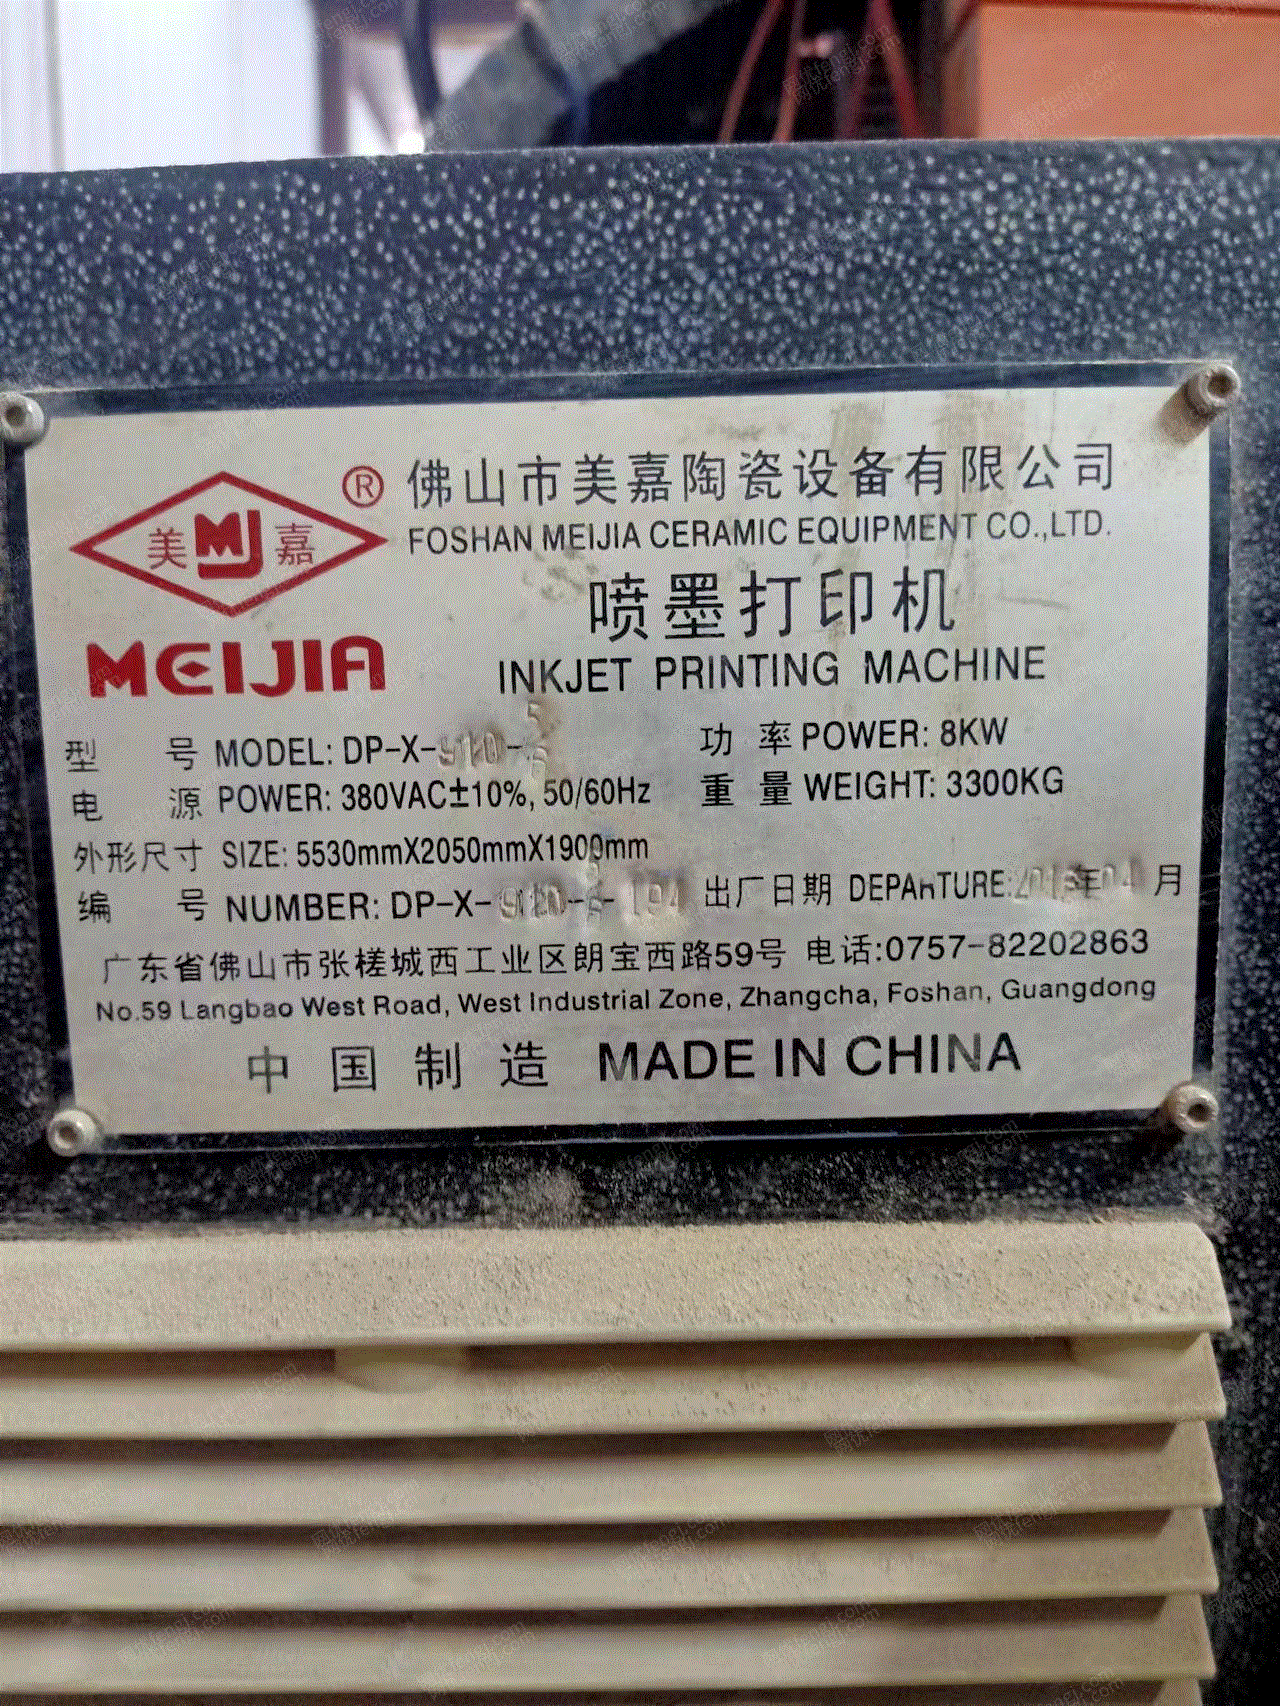 美 MJ 嘉 ®
MEIJIA
佛山市美嘉陶瓷设备有限公司
FOSHAN MEIJIA CERAMIC EQUIPMENT CO.,LTD.
喷墨打印机
INKJET PRINTING MACHINE
型 号 MODEL: DP-X- 功 率 POWER: 8KW
电 源 POWER: 380VAC±10%, 50/60Hz 重 量 WEIGHT: 3300KG
外形尺寸 SIZE: 5530mmX2050mmX1900mm
编 号 NUMBER: DP-X- 出厂日期 DEPARTURE: 年 月
广东省佛山市张槎城西工业区朗宝西路59号 电话:0757-82202863
No.59 Langbao West Road, West Industrial Zone, Zhangcha, Foshan, Guangdong
中国制造 MADE IN CHINA